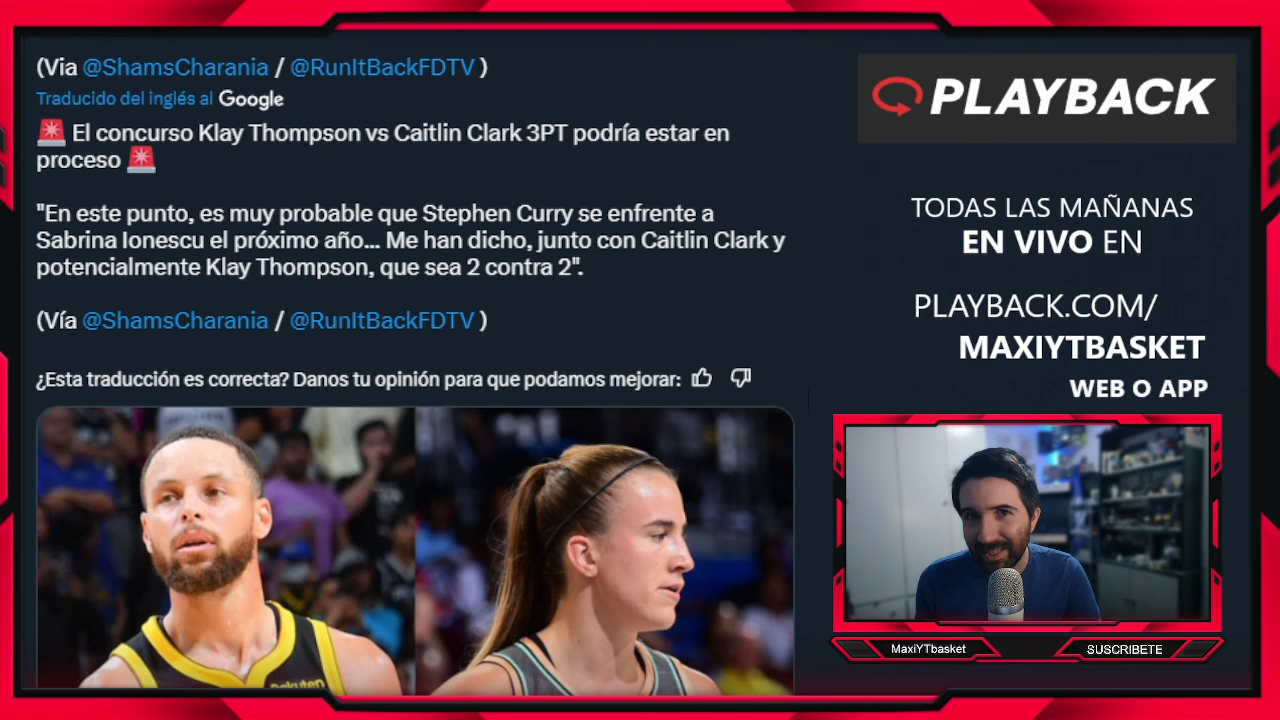 (Via @ShamsCharania / @RunItBackFDTV )
Traducido del inglés al Google
🚨 El concurso Klay Thompson vs Caitlin Clark 3PT podría estar en
proceso 🚨
"En este punto, es muy probable que Stephen Curry se enfrente a
Sabrina Ionescu el próximo año... Me han dicho, junto con Caitlin Clark y
potencialmente Klay Thompson, que sea 2 contra 2".
(Vía @ShamsCharania / @RunItBackFDTV )
¿Esta traducción es correcta? Danos tu opinión para que podamos mejorar:
Rakuten
PLAYBACK
TODAS LAS MAÑANAS
EN VIVO EN
PLAYBACK.COM/
MAXIYTBASKET
WEB O APP
MaxiYTbasket
SUSCRIBETE